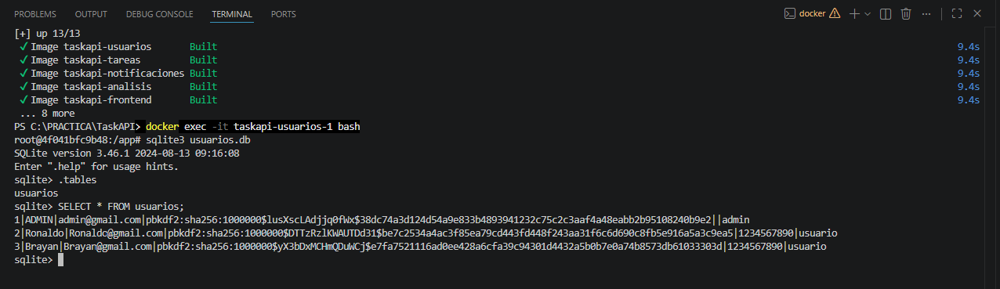 PROBLEMS OUTPUT DEBUG CONSOLE TERMINAL PORTS docker
[+] up 13/13
✓ Image taskapi-usuarios Built 9.4s
✓ Image taskapi-tareas Built 9.4s
✓ Image taskapi-notificaciones Built 9.4s
✓ Image taskapi-analisis Built 9.4s
✓ Image taskapi-frontend Built 9.4s
... 8 more
PS C:\PRACTICA\TaskAPI> docker exec -it taskapi-usuarios-1 bash
root@4f041bfc9b48:/app# sqlite3 usuarios.db
SQLite version 3.46.1 2024-08-13 09:16:08
Enter ".help" for usage hints.
sqlite> .tables
usuarios
sqlite> SELECT * FROM usuarios;
1|ADMIN|admin@gmail.com|pbkdf2:sha256:1000000$lusXscLAdjjq0fWx$38dc74a3d124d54a9e833b4893941232c75c2c3aaf4a48eabb2b95108240b9e2||admin
2|Ronaldo|Ronaldo@gmail.com|pbkdf2:sha256:1000000$DTTzRzlKWAUTDd31$be7c2534a4ac3f85ea79cd443fd448f243aa31f6c6d690c8fb5e916a5a3c9ea5|1234567890|usuario
3|Brayan|Brayan@gmail.com|pbkdf2:sha256:1000000$yX3bDxMCHmQDuWCj$e7fa7521116ad0ee428a6cfa39c94301d4432a5b0b7e0a74b8573db61033303d|1234567890|usuario
sqlite>